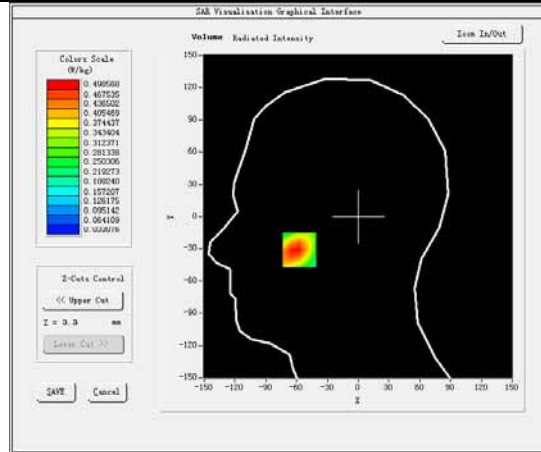 SAR Visualisation Graphical Interface
Volume Radiated Intensity
Zoom In/Out
Colors Scale
(W/kg)
0.498568
0.467535
0.436502
0.405469
0.374437
0.343404
0.312371
0.281338
0.250306
0.219273
0.188240
0.157207
0.126175
0.095142
0.064109
0.033076
Z-Cuts Control
<< Upper Cut
Z = 3.3 mm
Lower Cut >>
SAVE
Cancel
150
120
90
60
30
Y 0
-30
-60
-90
-120
-150
-150 -120 -90 -60 -30 0 30 60 90 120 150
X